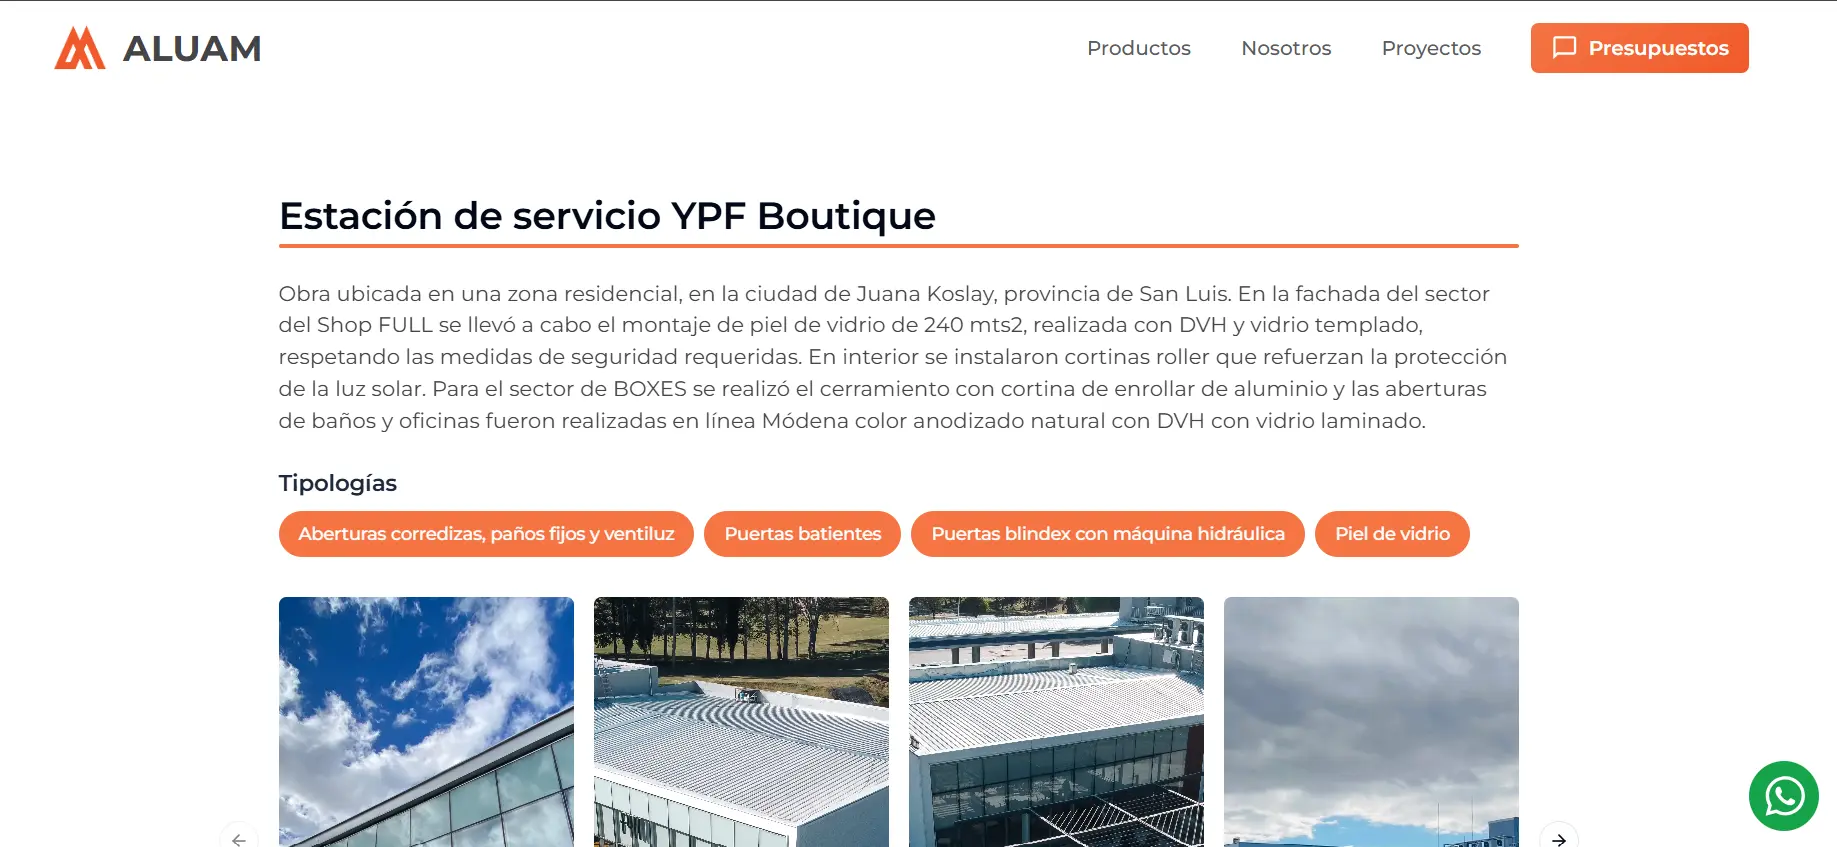 ALUAM
Productos
Nosotros
Proyectos
Presupuestos
Estación de servicio YPF Boutique
Obra ubicada en una zona residencial, en la ciudad de Juana Koslay, provincia de San Luis. En la fachada del sector
del Shop FULL se llevó a cabo el montaje de piel de vidrio de 240 mts2, realizada con DVH y vidrio templado,
respetando las medidas de seguridad requeridas. En interior se instalaron cortinas roller que refuerzan la protección
de la luz solar. Para el sector de BOXES se realizó el cerramiento con cortina de enrollar de aluminio y las aberturas
de baños y oficinas fueron realizadas en línea Módena color anodizado natural con DVH con vidrio laminado.
Tipologías
Aberturas corredizas, paños fijos y ventiluz
Puertas batientes
Puertas blindex con máquina hidráulica
Piel de vidrio